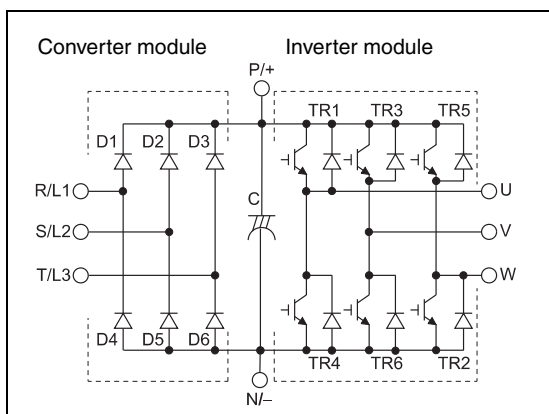 Converter module Inverter module
P/+
D1 D2 D3 TR1 TR3 TR5
R/L1 C U
S/L2 V
T/L3 W
D4 D5 D6 TR4 TR6 TR2
N/−